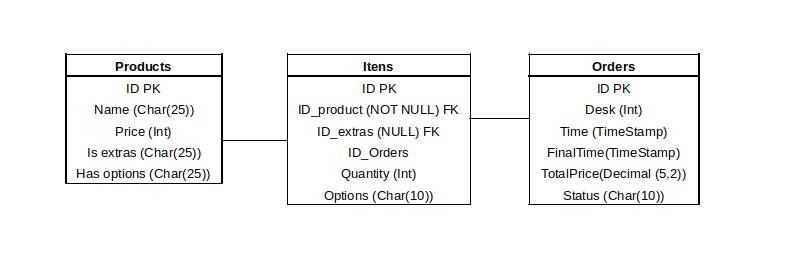 Products
ID PK
Name (Char(25))
Price (Int)
Is extras (Char(25))
Has options (Char(25))
Itens
ID PK
ID_product (NOT NULL) FK
ID_extras (NULL) FK
ID_Orders
Quantity (Int)
Options (Char(10))
Orders
ID PK
Desk (Int)
Time (TimeStamp)
FinalTime(TimeStamp)
TotalPrice(Decimal (5,2))
Status (Char(10))